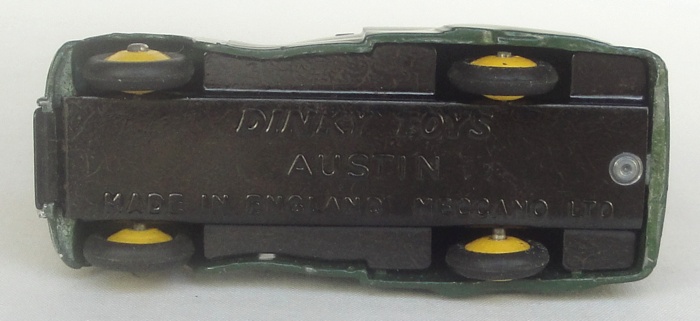 DINKY TOYS
AUSTIN
MADE IN ENGLAND MECCANO LTD